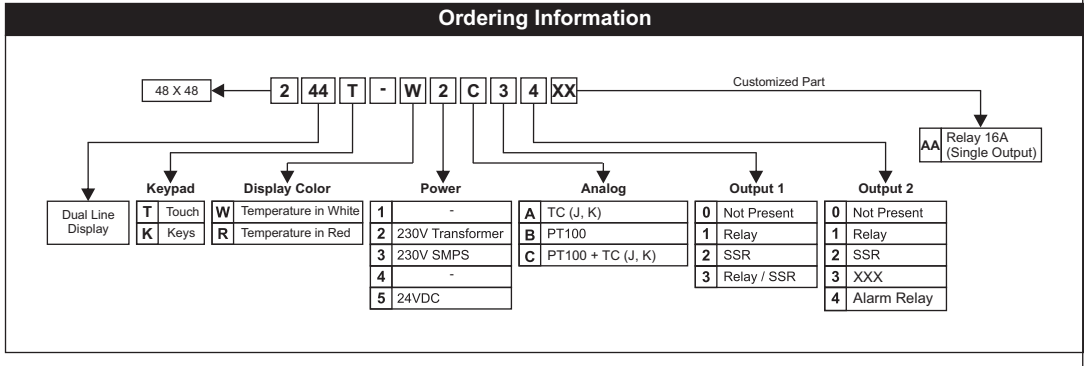 Ordering Information
48 X 48
2 44 T - W 2 C 3 4 XX
Customized Part
AA Relay 16A
(Single Output)
Dual Line
Display
Keypad
T Touch
K Keys
Display Color
W Temperature in White
R Temperature in Red
Power
1 -
2 230V Transformer
3 230V SMPS
4 -
5 24VDC
Analog
A TC (J, K)
B PT100
C PT100 + TC (J, K)
Output 1
0 Not Present
1 Relay
2 SSR
3 Relay / SSR
Output 2
0 Not Present
1 Relay
2 SSR
3 XXX
4 Alarm Relay